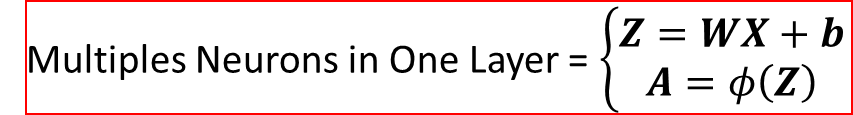 Multiples Neurons in One Layer = { Z = WX + b
A = ϕ(Z)